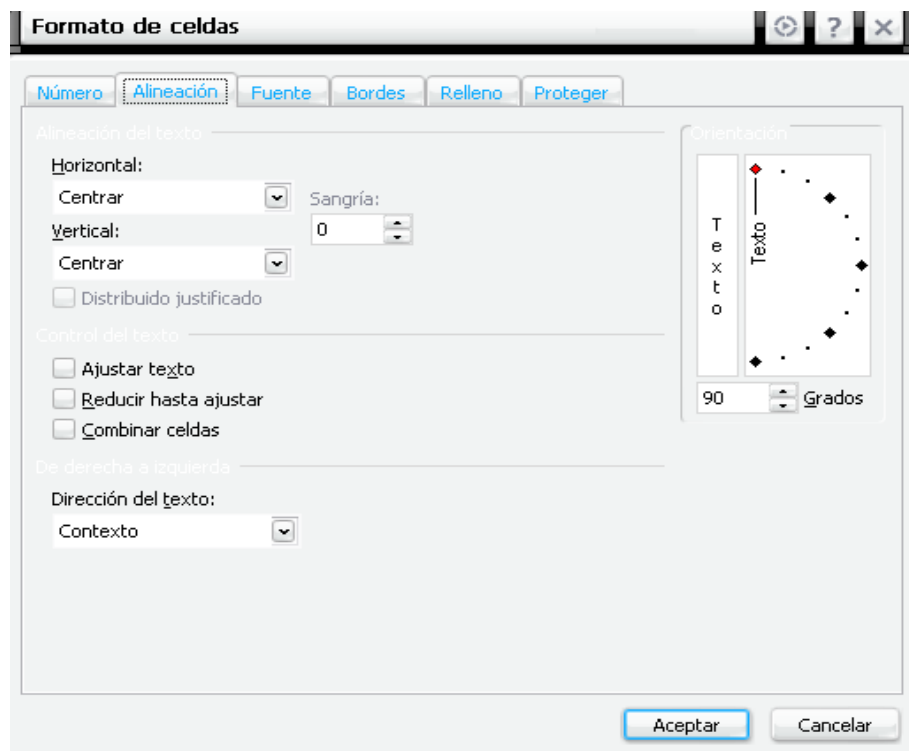 Formato de celdas
?
Número Alineación Fuente Bordes Relleno Proteger
Alineación del texto
Horizontal:
Centrar
Sangría:
0
Vertical:
Centrar
Distribuido justificado
Control del texto
Ajustar texto
Reducir hasta ajustar
Combinar celdas
De derecha a izquierda
Dirección del texto:
Contexto
Orientación
Texto
Texto
90 Grados
Aceptar Cancelar